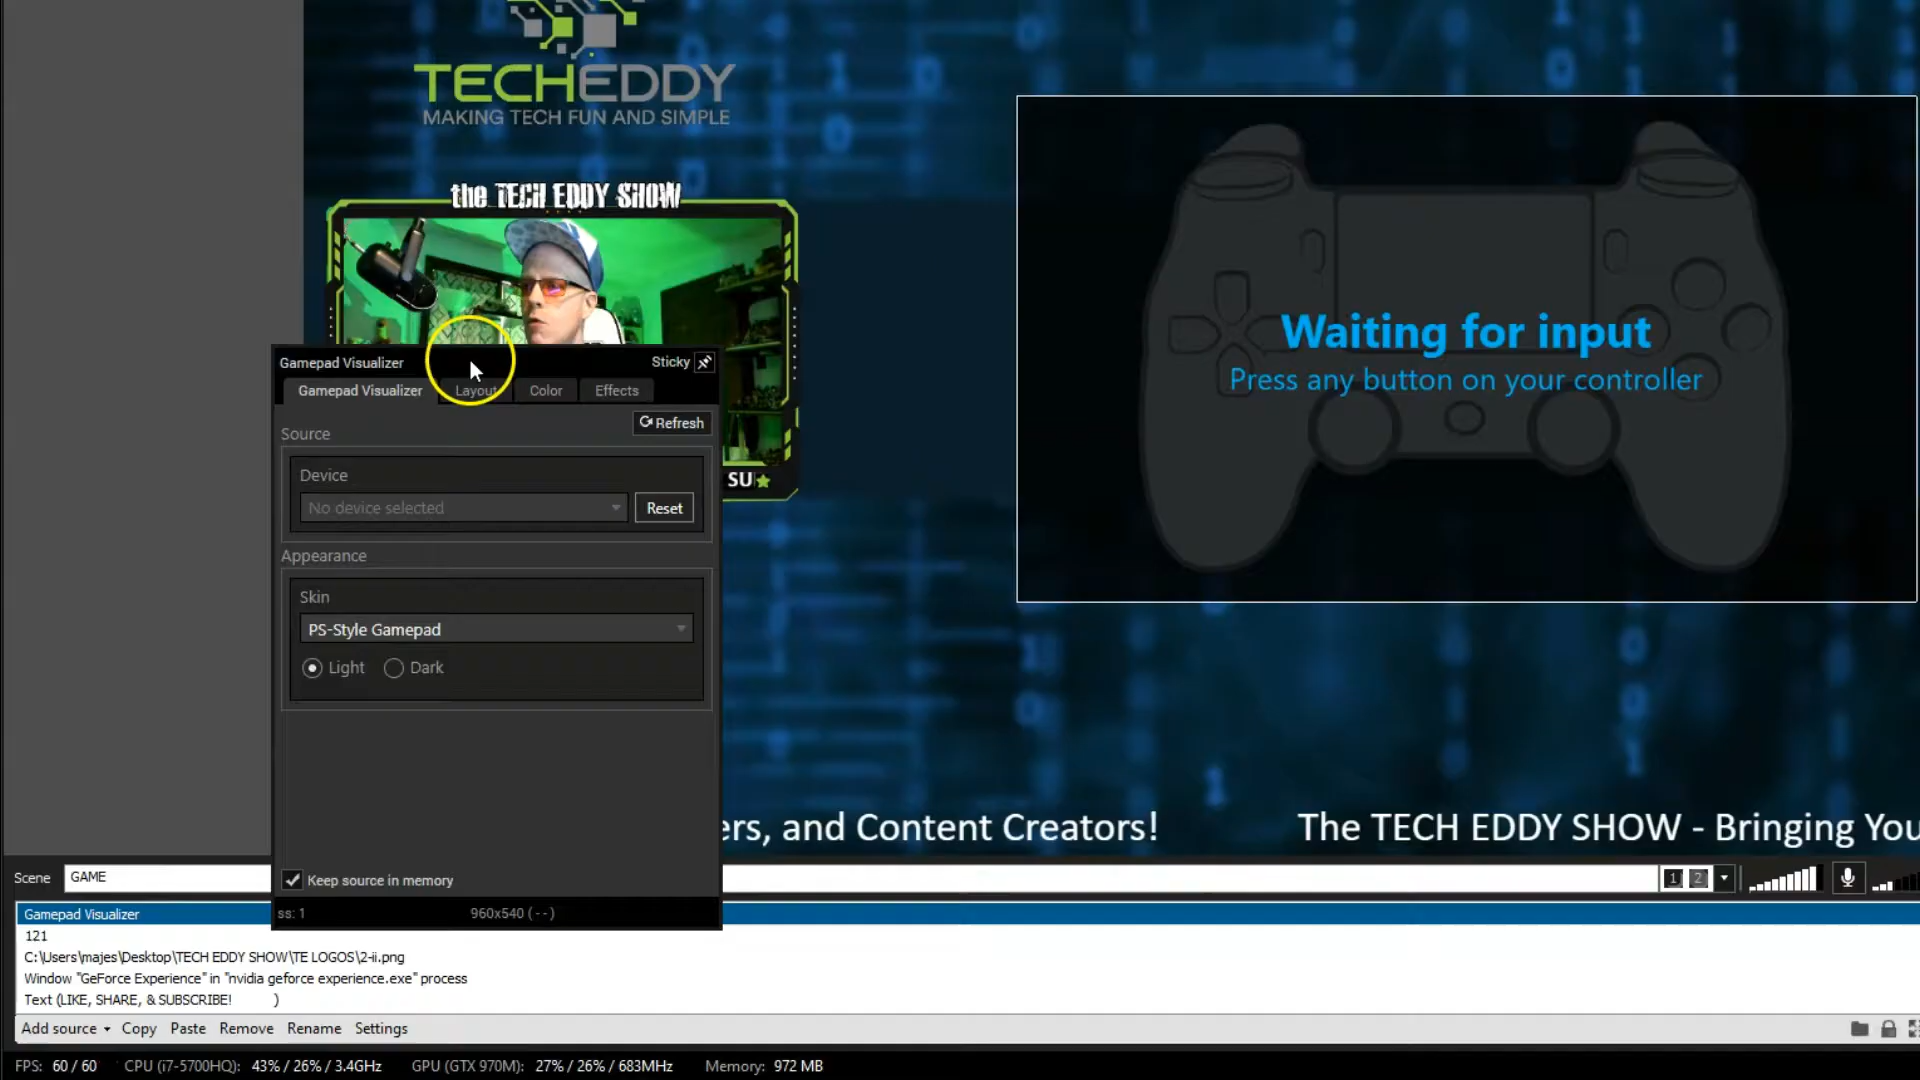 TECHEDDY
MAKING TECH FUN AND SIMPLE
the TECH EDDY SHOW
Waiting for input
Press any button on your controller
Gamepad Visualizer
Sticky
Gamepad Visualizer
Layout
Color
Effects
Refresh
Source
Device
No device selected
Reset
SU
Appearance
Skin
PS-Style Gamepad
Light
Dark
ers, and Content Creators!
The TECH EDDY SHOW - Bringing You
Keep source in memory
ss: 1
960x540 ( - - )
Scene
GAME
1
2
Gamepad Visualizer
121
C:\Users\majes\Desktop\TECH EDDY SHOW\TE LOGOS\2-ii.png
Window "GeForce Experience" in "nvidia geforce experience.exe" process
Text (LIKE, SHARE, & SUBSCRIBE! )
Add source
Copy
Paste
Remove
Rename
Settings
FPS: 60 / 60
CPU (i7-5700HQ): 43% / 26% / 3.4GHz
GPU (GTX 970M): 27% / 26% / 683MHz
Memory: 972 MB